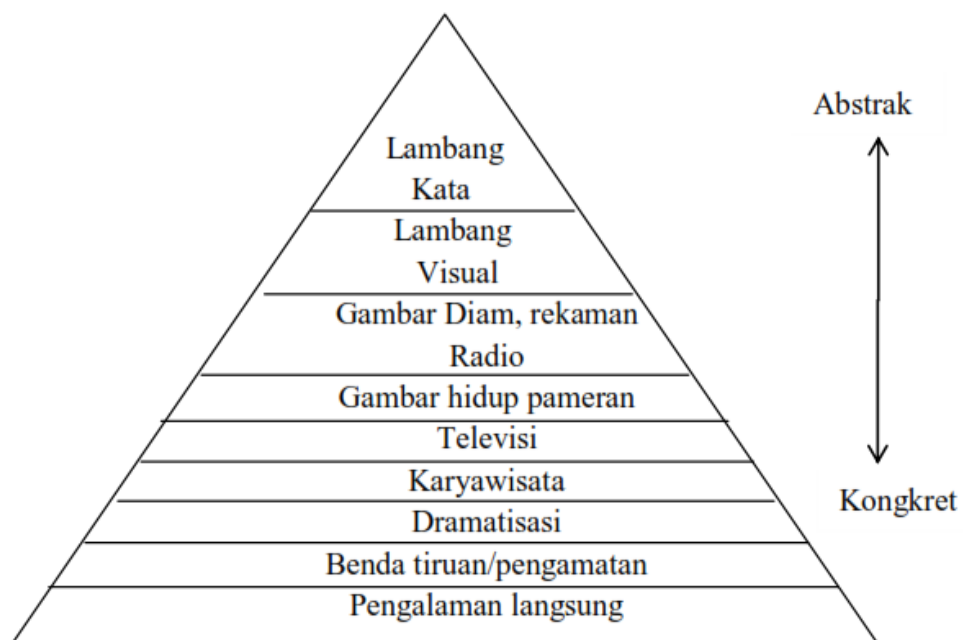 Abstrak
Lambang
Kata
Lambang
Visual
Gambar Diam, rekaman
Radio
Gambar hidup pameran
Televisi
Karyawisata
Kongkret
Dramatisasi
Benda tiruan/pengamatan
Pengalaman langsung